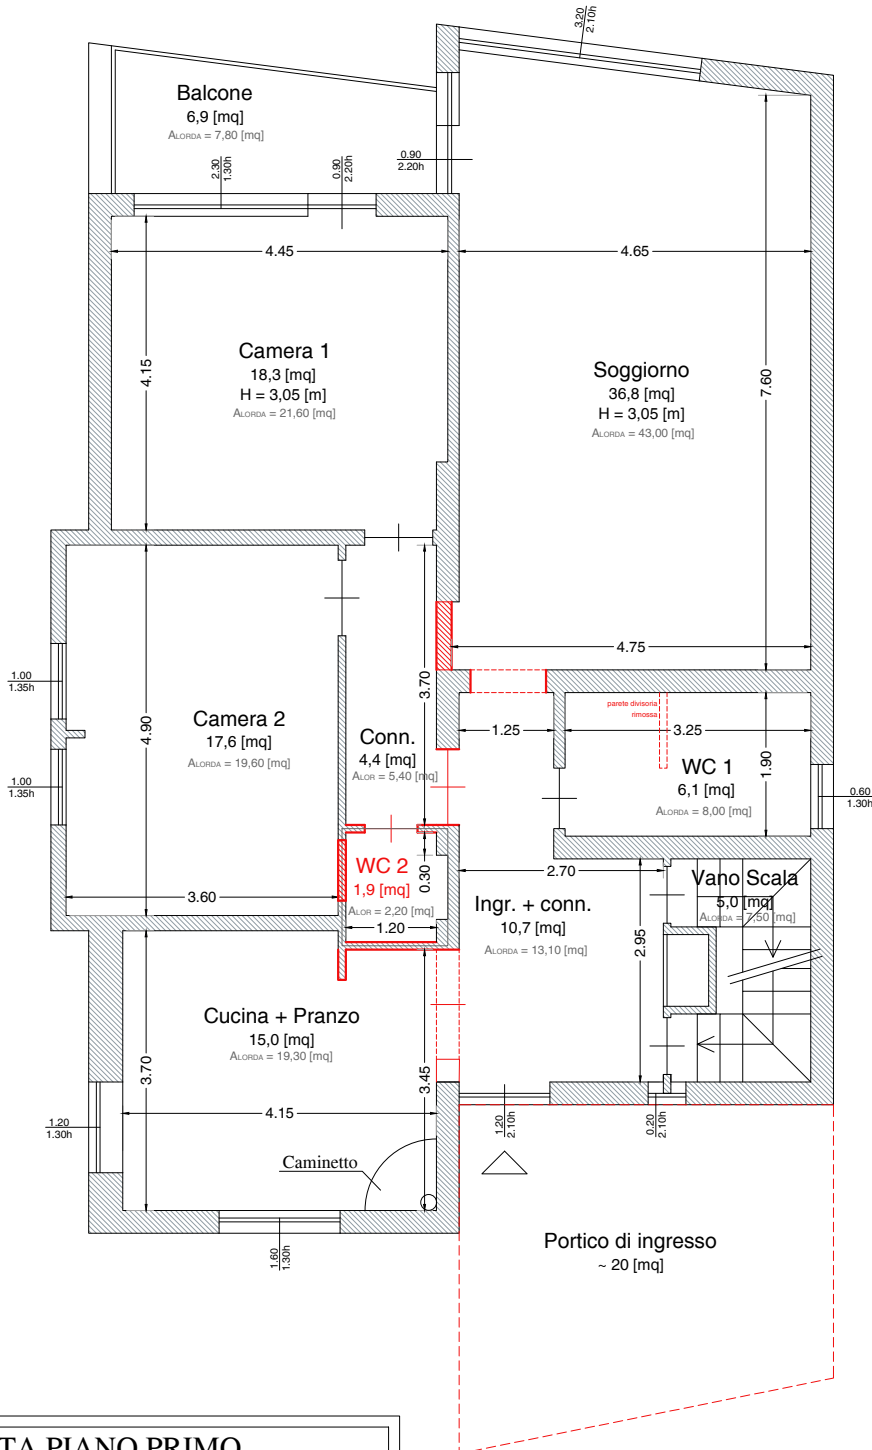 3.20
2.10h
Balcone
6,9 [mq]
ALORDA = 7,80 [mq]
2.30
1.30h
0.90
2.20h
0.90
2.20h
4.45
4.65
4.15
Camera 1
18,3 [mq]
H = 3,05 [m]
ALORDA = 21,60 [mq]
Soggiorno
36,8 [mq]
H = 3,05 [m]
ALORDA = 43,00 [mq]
7.60
4.75
1.00
1.35h
3.70
4.90
Camera 2
17,6 [mq]
ALORDA = 19,60 [mq]
Conn.
4,4 [mq]
ALOR = 5,40 [mq]
1.25
parete divisoria
rimossa
3.25
1.90
WC 1
6,1 [mq]
ALORDA = 8,00 [mq]
1.00
1.35h
0.60
1.30h
WC 2
1,9 [mq]
ALOR = 2,20 [mq]
0.30
1.20
3.60
2.70
Vano Scala
5,0 [mq]
ALORDA = 7,50 [mq]
Ingr. + conn.
10,7 [mq]
ALORDA = 13,10 [mq]
2.95
Cucina + Pranzo
15,0 [mq]
ALORDA = 19,30 [mq]
3.70
3.45
4.15
1.20
1.30h
1.20
2.10h
0.20
2.10h
Caminetto
1.60
1.30h
Portico di ingresso
~ 20 [mq]
TA PIANO PRIMO